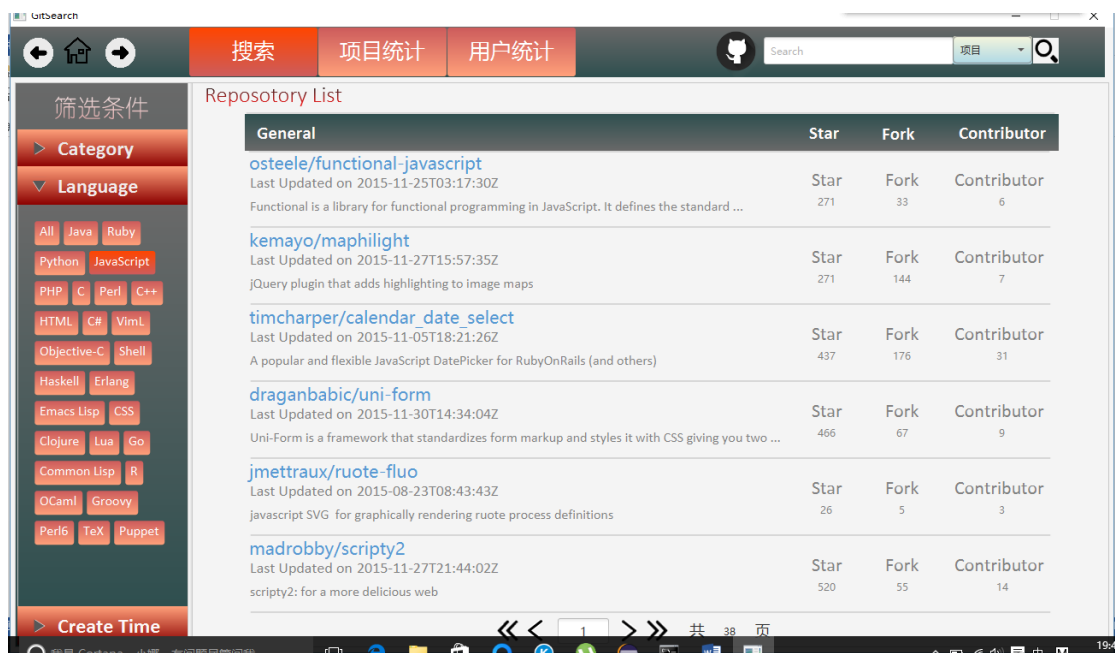 GitSearch
搜索 项目统计 用户统计 Search 项目
筛选条件
Category
Language
All Java Ruby
Python JavaScript
PHP C Perl C++
HTML C# VimL
Objective-C Shell
Haskell Erlang
Emacs Lisp CSS
Clojure Lua Go
Common Lisp R
OCaml Groovy
Perl6 TeX Puppet
Create Time
Reposotory List
General Star Fork Contributor
osteele/functional-javascript
Last Updated on 2015-11-25T03:17:30Z
Functional is a library for functional programming in JavaScript. It defines the standard ...
Star Fork Contributor
271 33 6
kemayo/maphilight
Last Updated on 2015-11-27T15:57:35Z
jQuery plugin that adds highlighting to image maps
Star Fork Contributor
271 144 7
timcharper/calendar_date_select
Last Updated on 2015-11-05T18:21:26Z
A popular and flexible JavaScript DatePicker for RubyOnRails (and others)
Star Fork Contributor
437 176 31
draganbabic/uni-form
Last Updated on 2015-11-30T14:34:04Z
Uni-Form is a framework that standardizes form markup and styles it with CSS giving you two ...
Star Fork Contributor
466 67 9
jmettraux/ruote-fluo
Last Updated on 2015-08-23T08:43:43Z
javascript SVG for graphically rendering ruote process definitions
Star Fork Contributor
26 5 3
madrobby/scripty2
Last Updated on 2015-11-27T21:44:02Z
scripty2: for a more delicious web
Star Fork Contributor
520 55 14
1 共 38 页